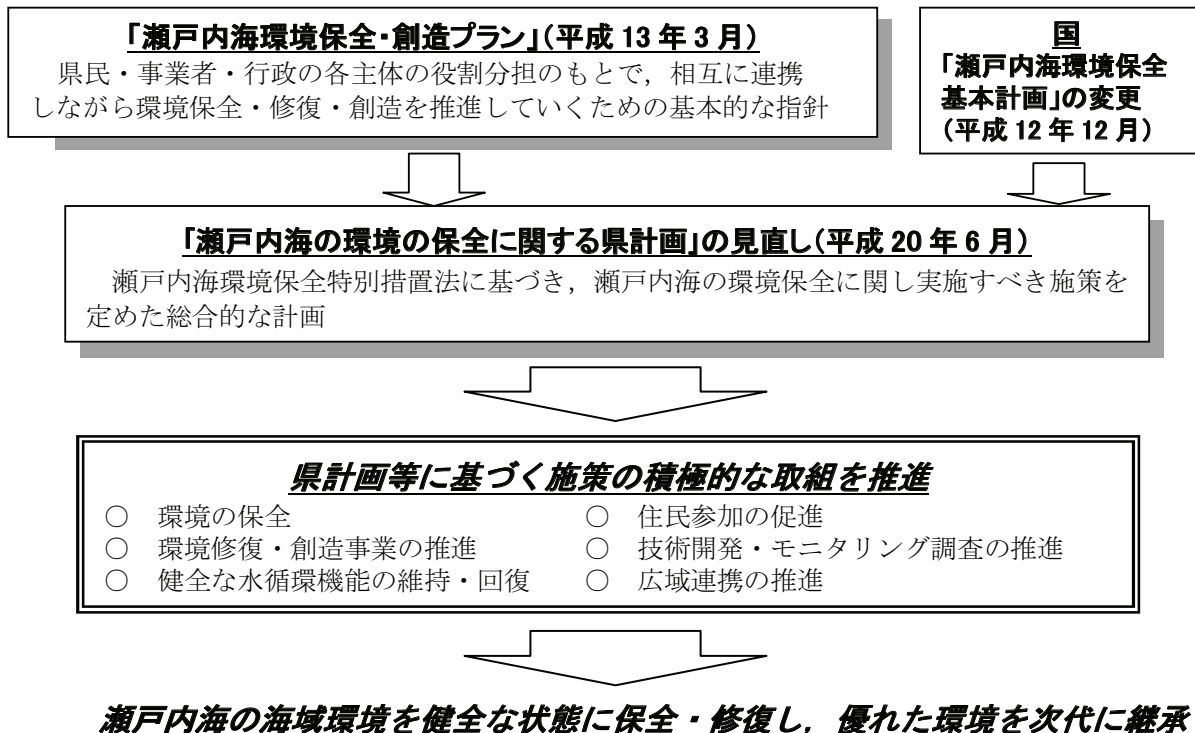 「瀬戸内海環境保全・創造プラン」（平成 13 年 3 月）
県民・事業者・行政の各主体の役割分担のもとで，相互に連携
しながら環境保全・修復・創造を推進していくための基本的な指針
国
「瀬戸内海環境保全
基本計画」の変更
（平成 12 年 12 月）
「瀬戸内海の環境の保全に関する県計画」の見直し（平成 20 年 6 月）
瀬戸内海環境保全特別措置法に基づき，瀬戸内海の環境保全に関し実施すべき施策を
定めた総合的な計画
県計画等に基づく施策の積極的な取組を推進
○ 環境の保全
○ 環境修復・創造事業の推進
○ 健全な水循環機能の維持・回復
○ 住民参加の促進
○ 技術開発・モニタリング調査の推進
○ 広域連携の推進
瀬戸内海の海域環境を健全な状態に保全・修復し，優れた環境を次代に継承